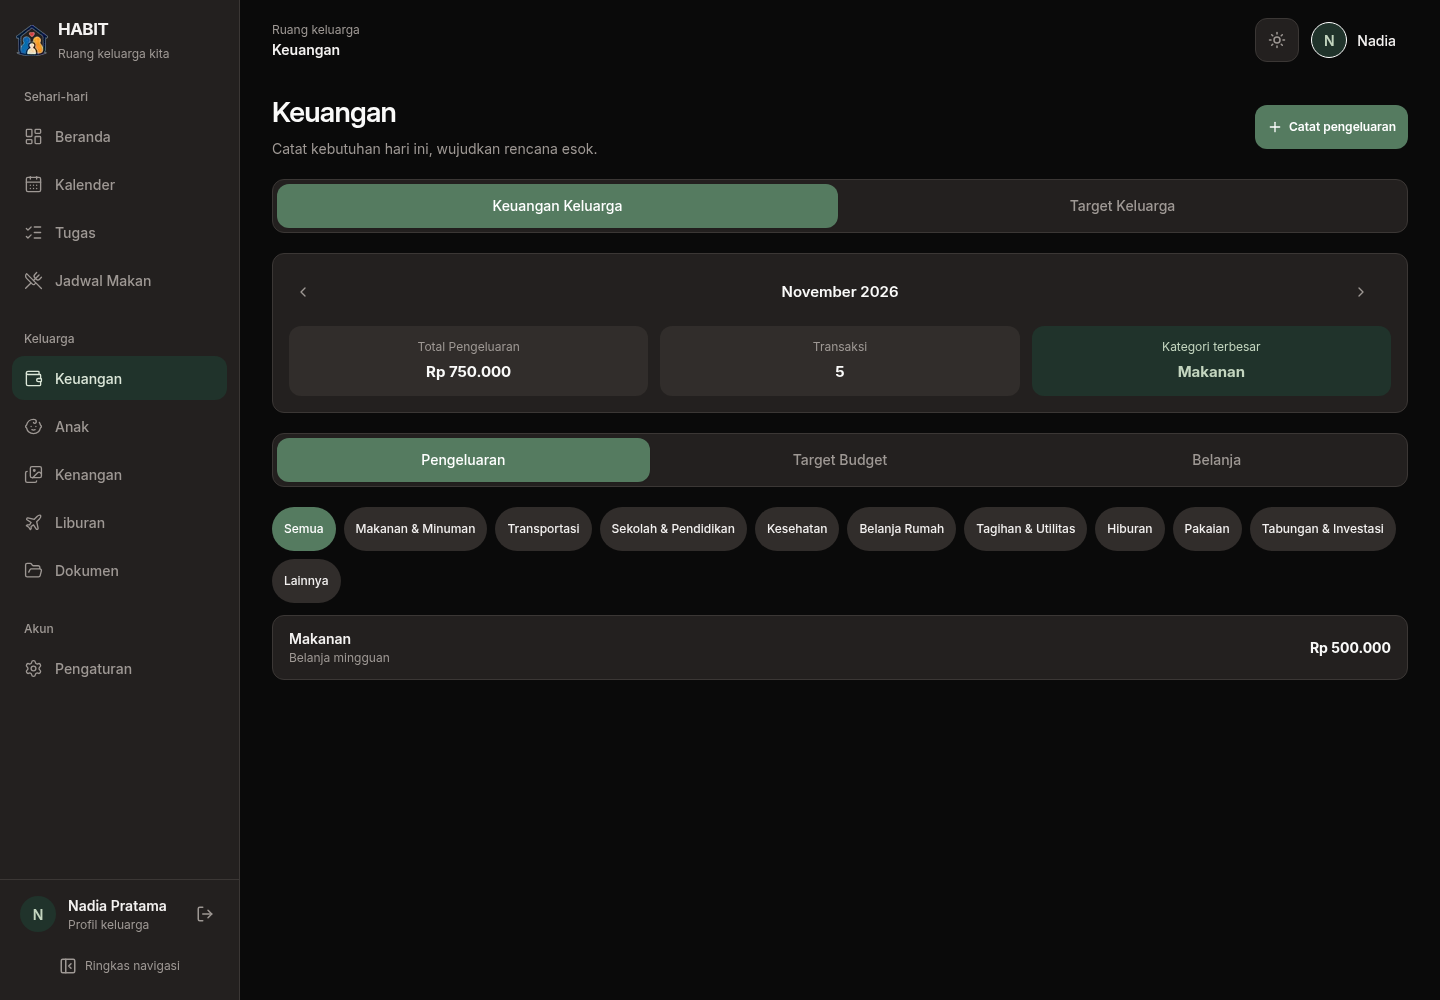 HABIT
Ruang keluarga kita
Sehari-hari
Beranda
Kalender
Tugas
Jadwal Makan
Keluarga
Keuangan
Anak
Kenangan
Liburan
Dokumen
Akun
Pengaturan
N
Nadia Pratama
Profil keluarga
Ringkas navigasi
Ruang keluarga
Keuangan
N
Nadia
Keuangan
Catat kebutuhan hari ini, wujudkan rencana esok.
Catat pengeluaran
Keuangan Keluarga
Target Keluarga
November 2026
Total Pengeluaran
Rp 750.000
Transaksi
5
Kategori terbesar
Makanan
Pengeluaran
Target Budget
Belanja
Semua
Makanan & Minuman
Transportasi
Sekolah & Pendidikan
Kesehatan
Belanja Rumah
Tagihan & Utilitas
Hiburan
Pakaian
Tabungan & Investasi
Lainnya
Makanan
Belanja mingguan
Rp 500.000